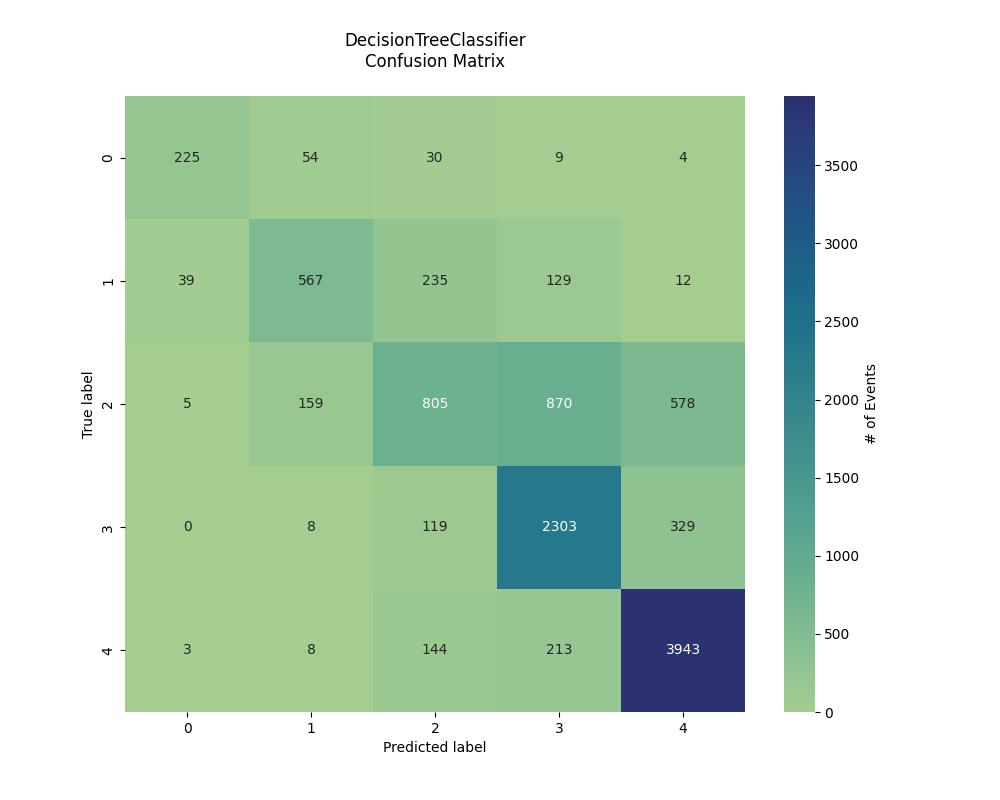 DecisionTreeClassifier
Confusion Matrix
0 225 54 30 9 4
1 39 567 235 129 12
2 5 159 805 870 578
3 0 8 119 2303 329
4 3 8 144 213 3943
0 1 2 3 4
Predicted label
True label
3500
3000
2500
2000
1500
1000
500
0
# of Events